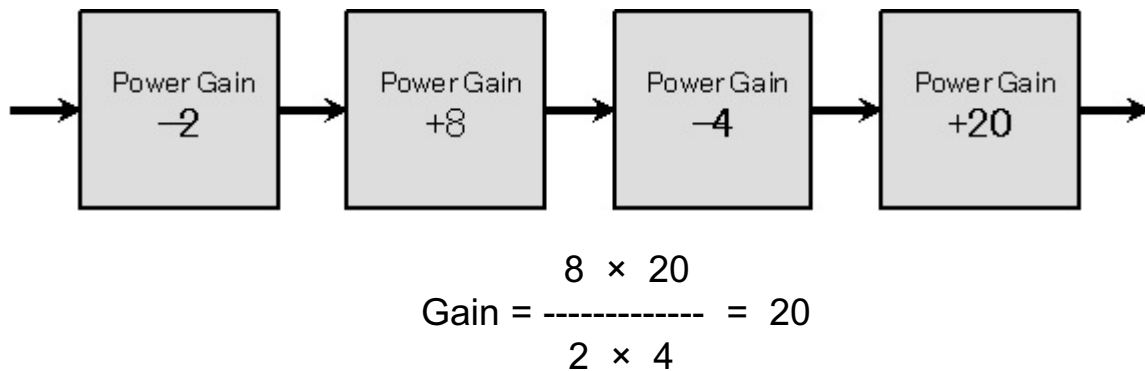 Power Gain Power Gain Power Gain Power Gain
–2 +8 –4 +20
8 × 20
Gain = ------------- = 20
2 × 4